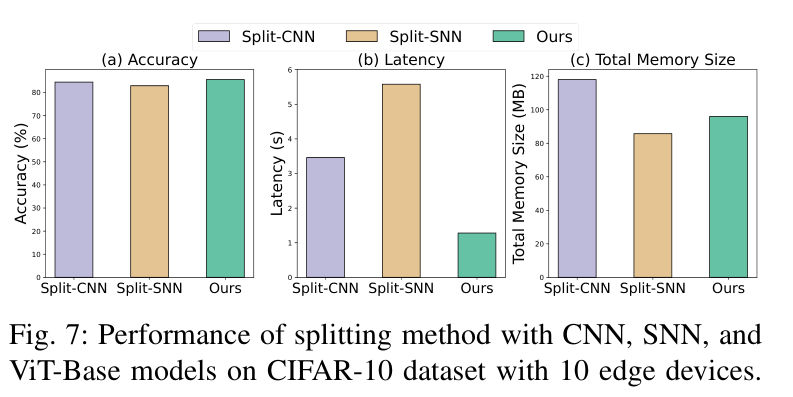 Split-CNN Split-SNN Ours
(a) Accuracy
Accuracy (%)
80
70
60
50
40
30
20
10
0
Split-CNN Split-SNN Ours
(b) Latency
Latency (s)
6
5
4
3
2
1
0
Split-CNN Split-SNN Ours
(c) Total Memory Size
Total Memory Size (MB)
120
100
80
60
40
20
0
Split-CNN Split-SNN Ours
Fig. 7: Performance of splitting method with CNN, SNN, and
ViT-Base models on CIFAR-10 dataset with 10 edge devices.